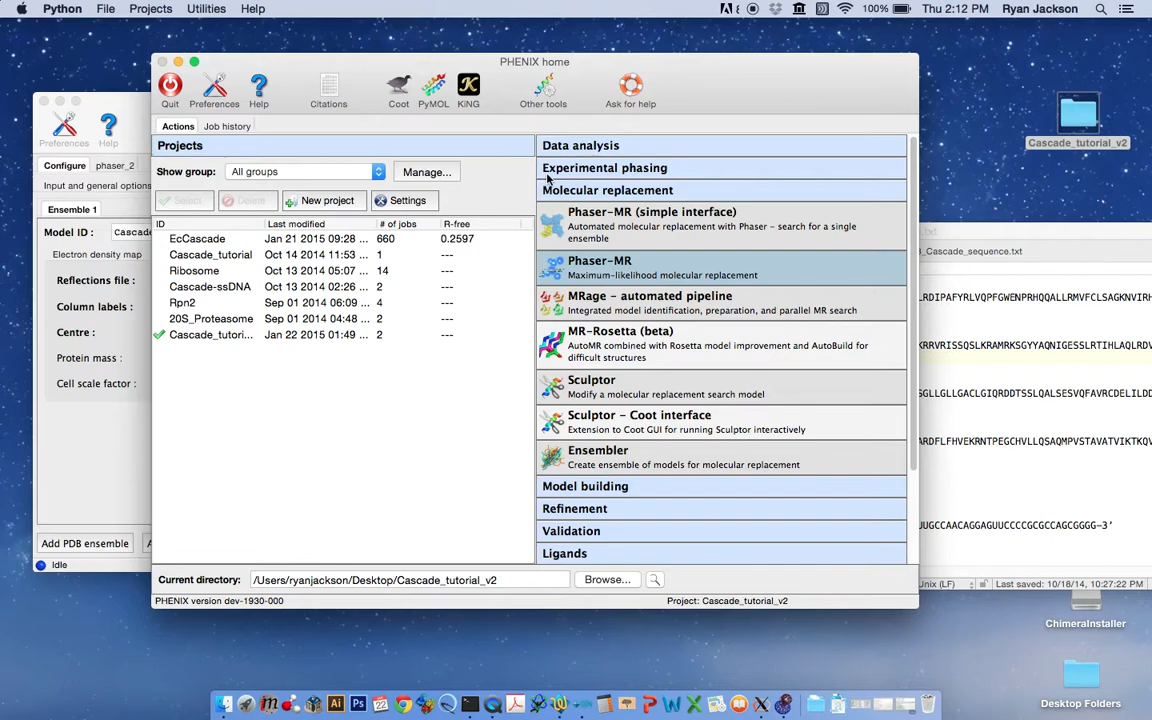 Python File Projects Utilities Help
100% Thu 2:12 PM Ryan Jackson
PHENIX home
Quit Preferences Help Citations Coot PyMOL KiNG Other tools Ask for help
Actions Job history
Projects
Show group: All groups Manage...
Select Delete New project Settings
ID Last modified # of jobs R-free
EcCascade Jan 21 2015 09:28 ... 660 0.2597
Cascade_tutorial Oct 14 2014 11:53 ... 1 ---
Ribosome Oct 13 2014 05:07 ... 14 ---
Cascade-ssDNA Oct 13 2014 02:26 ... 2 ---
Rpn2 Sep 01 2014 06:09 ... 4 ---
20S_Proteasome Sep 01 2014 04:48 ... 2 ---
Cascade_tutori... Jan 22 2015 01:49 ... 2 ---
Data analysis
Experimental phasing
Molecular replacement
Phaser-MR (simple interface)
Automated molecular replacement with Phaser - search for a single
ensemble
Phaser-MR
Maximum-likelihood molecular replacement
MRage - automated pipeline
Integrated model identification, preparation, and parallel MR search
MR-Rosetta (beta)
AutoMR combined with Rosetta model improvement and AutoBuild for
difficult structures
Sculptor
Modify a molecular replacement search model
Sculptor - Coot interface
Extension to Coot GUI for running Sculptor interactively
Ensembler
Create ensemble of models for molecular replacement
Model building
Refinement
Validation
Ligands
Current directory: /Users/ryanjackson/Desktop/Cascade_tutorial_v2 Browse...
PHENIX version dev-1930-000 Project: Cascade_tutorial_v2
Preferences Help
Configure phaser_2
Input and general options
Ensemble 1
Model ID : Cascade
Electron density map
Reflections file :
Column labels :
Centre :
Protein mass :
Cell scale factor :
Add PDB ensemble
Idle
Cascade_tutorial_v2
_Cascade_sequence.txt
Unix (LF) Last saved: 10/18/14, 10:27:22 PM
ChimeraInstaller
Desktop Folders